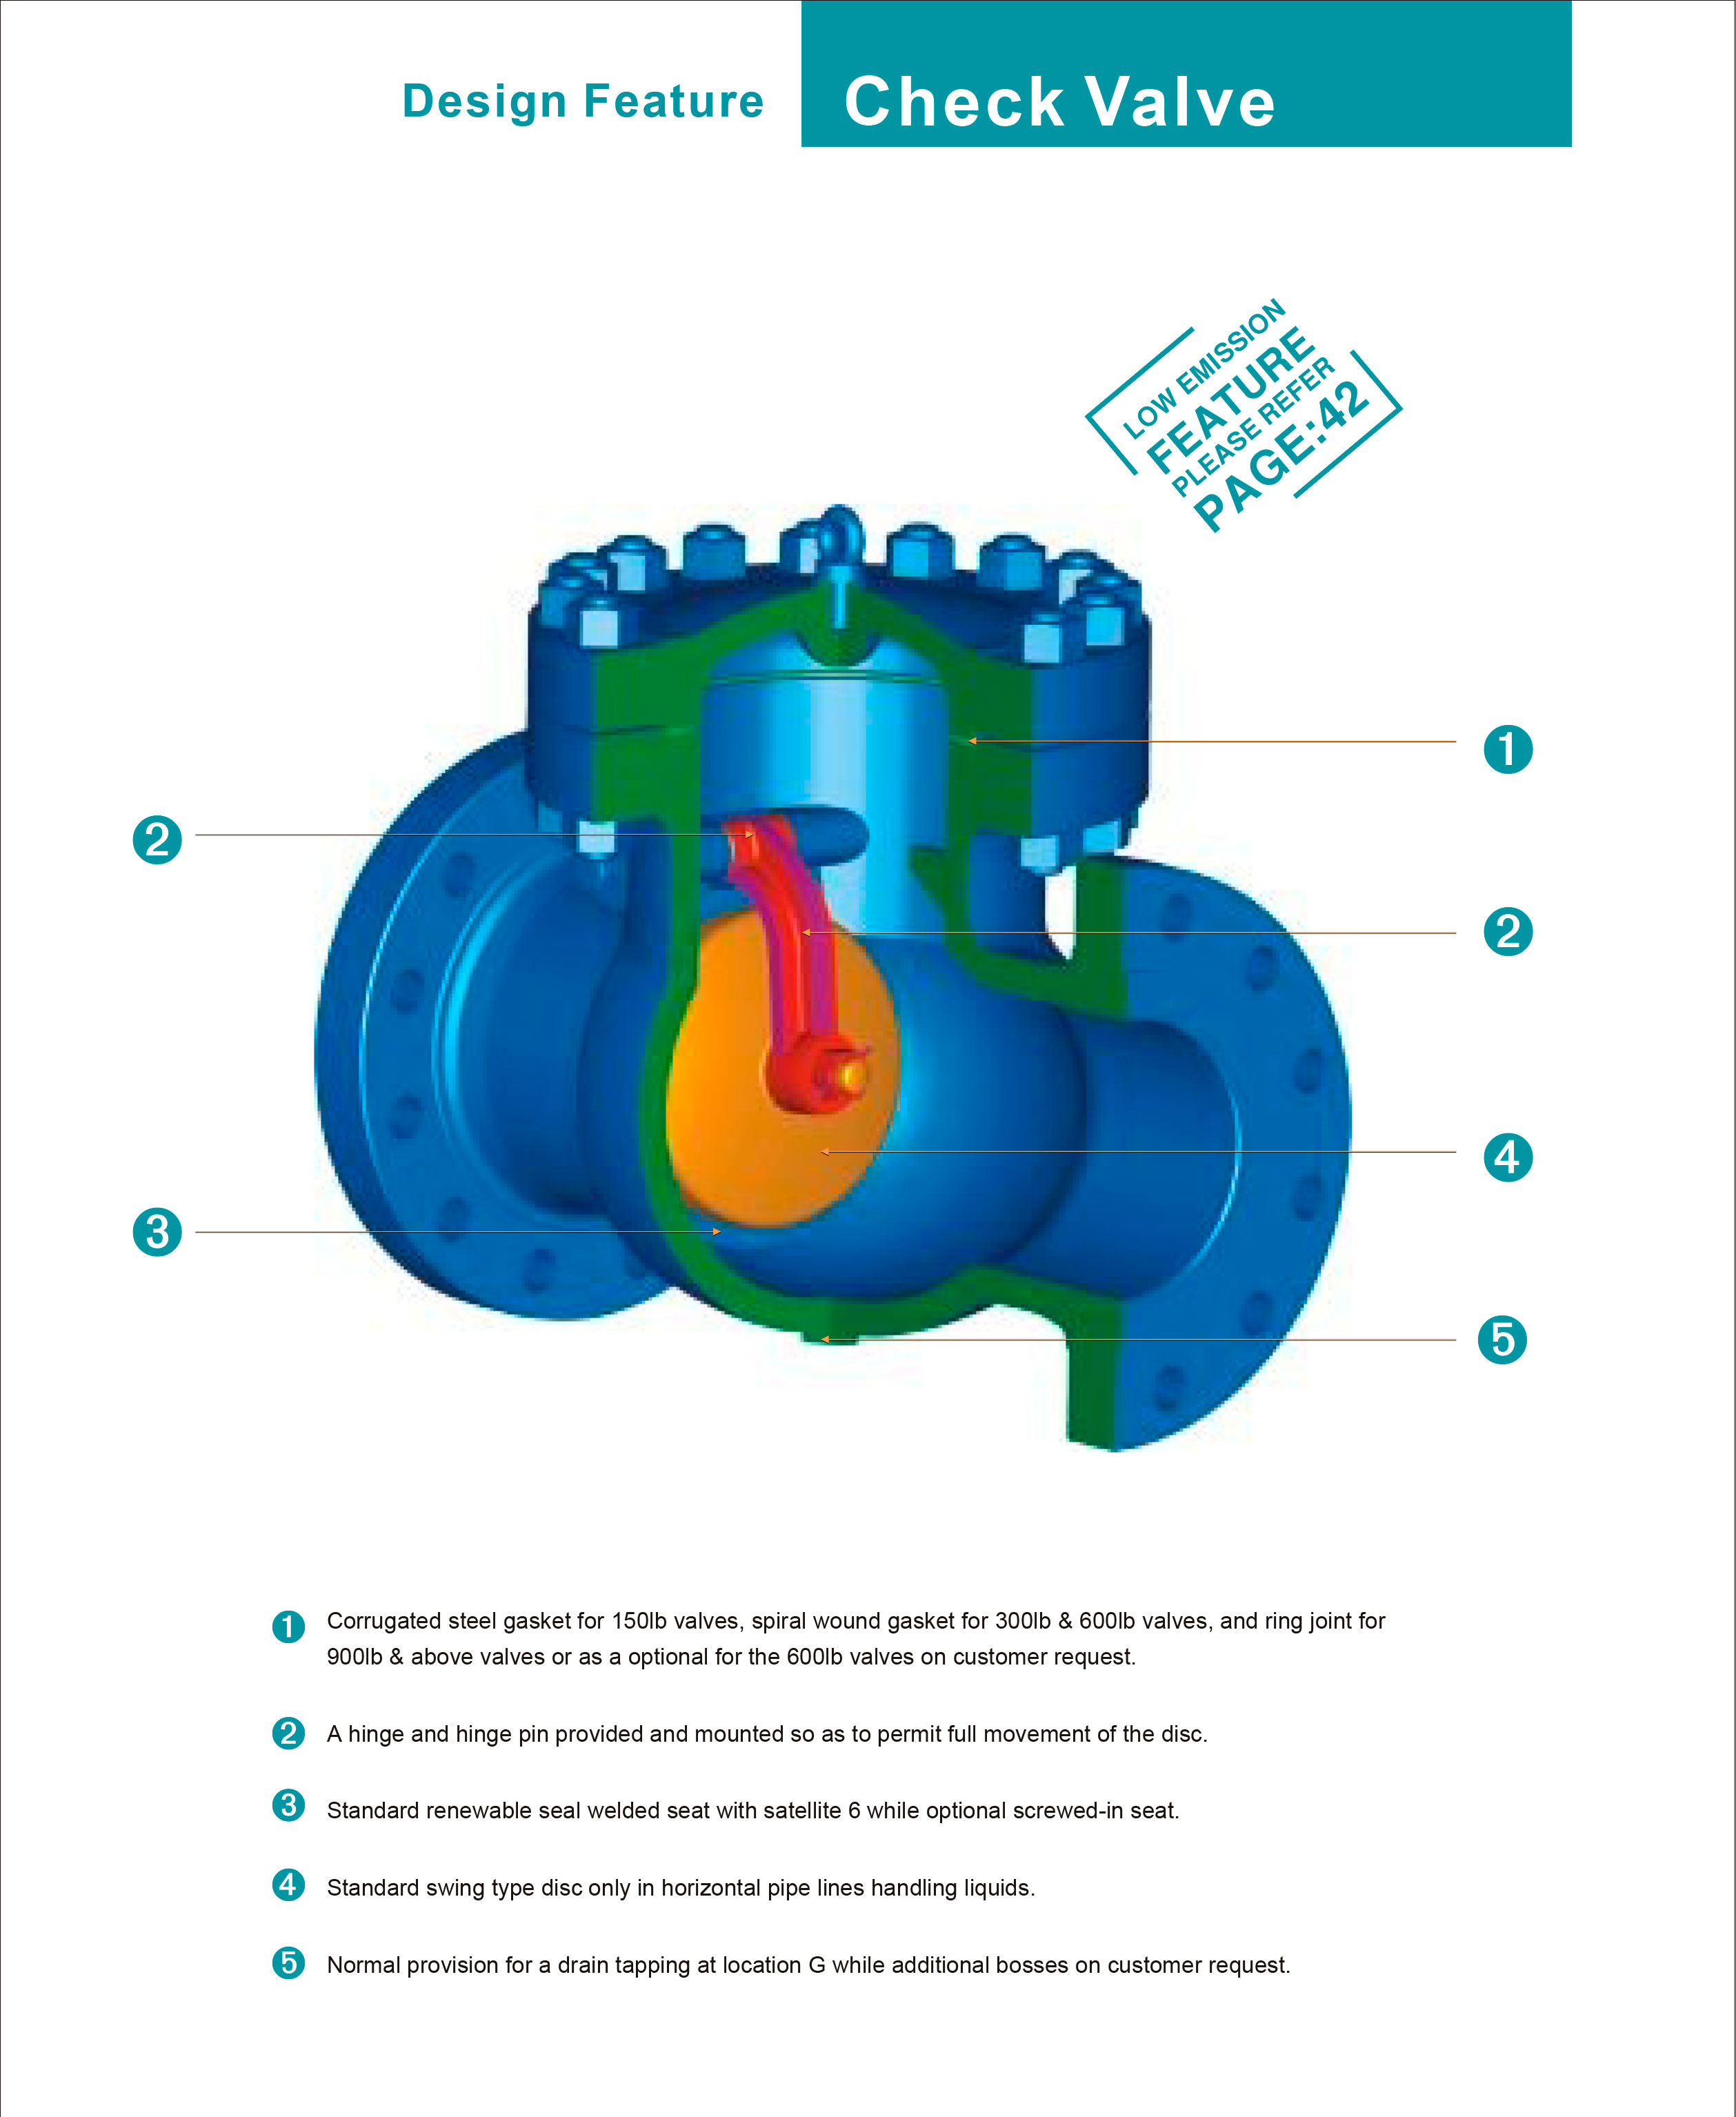 Design Feature
Check Valve
LOW EMISSION
FEATURE
PLEASE REFER
PAGE:42
1
2
2
4
3
5
1 Corrugated steel gasket for 150lb valves, spiral wound gasket for 300lb & 600lb valves, and ring joint for
900lb & above valves or as a optional for the 600lb valves on customer request.
2 A hinge and hinge pin provided and mounted so as to permit full movement of the disc.
3 Standard renewable seal welded seat with satellite 6 while optional screwed-in seat.
4 Standard swing type disc only in horizontal pipe lines handling liquids.
5 Normal provision for a drain tapping at location G while additional bosses on customer request.